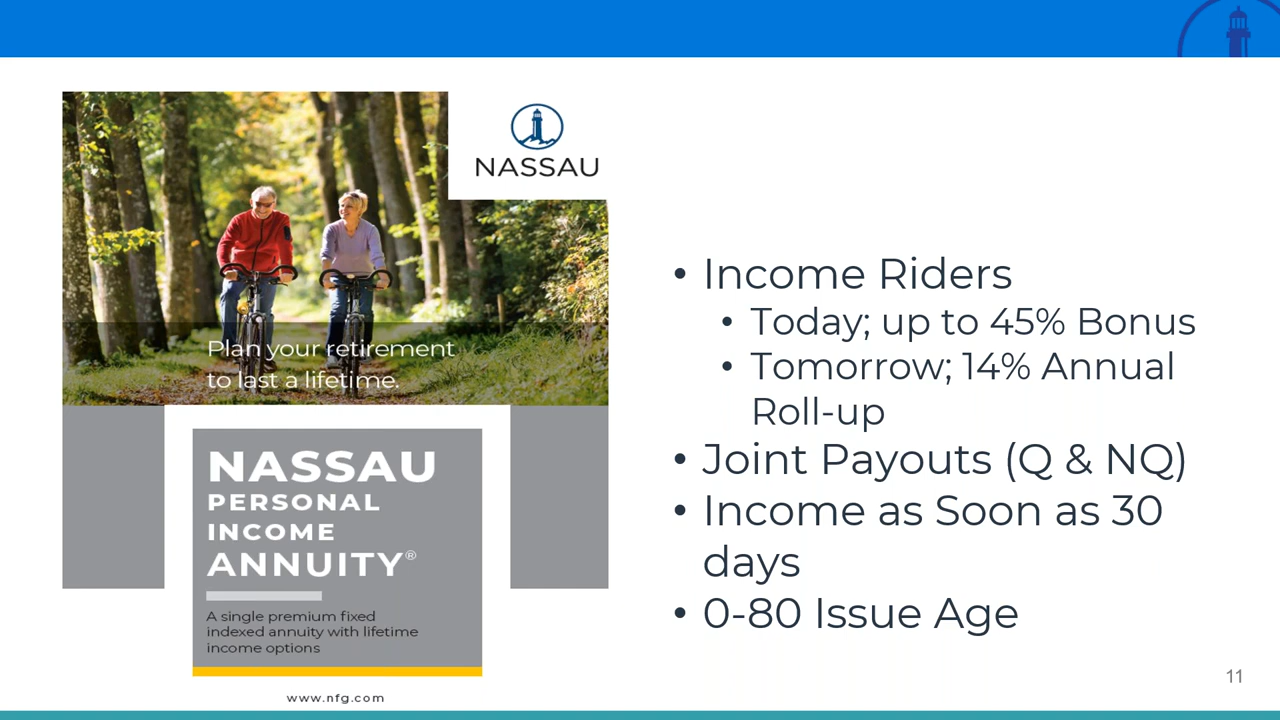 NASSAU
Plan your retirement
to last a lifetime.
NASSAU
PERSONAL
INCOME
ANNUITY®
A single premium fixed
indexed annuity with lifetime
income options
www.nfg.com
• Income Riders
• Today; up to 45% Bonus
• Tomorrow; 14% Annual
Roll-up
• Joint Payouts (Q & NQ)
• Income as Soon as 30
days
• 0-80 Issue Age
11